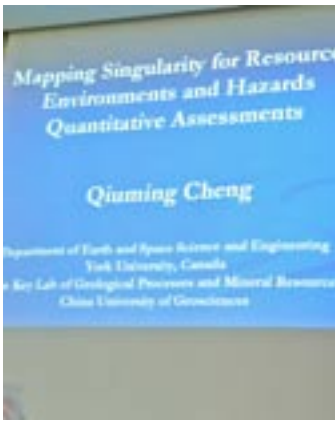 Mapping Singularity for Resource
Environments and Hazards
Quantitative Assessments
Qiuming Cheng
Department of Earth and Space Science and Engineering
York University, Canada
Key Lab of Geological Processes and Mineral Resource
China University of Geosciences